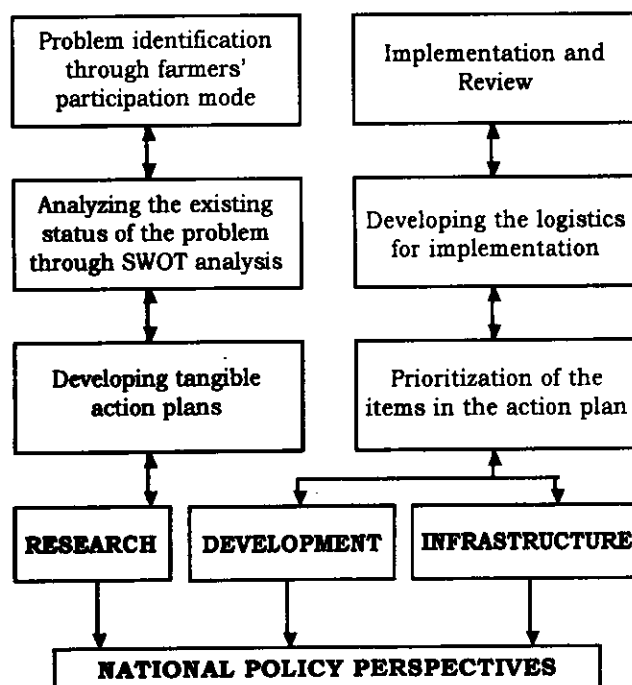 Problem identification
through farmers'
participation mode
Implementation and
Review
Analyzing the existing
status of the problem
through SWOT analysis
Developing the logistics
for implementation
Developing tangible
action plans
Prioritization of the
items in the action plan
RESEARCH
DEVELOPMENT
INFRASTRUCTURE
NATIONAL POLICY PERSPECTIVES